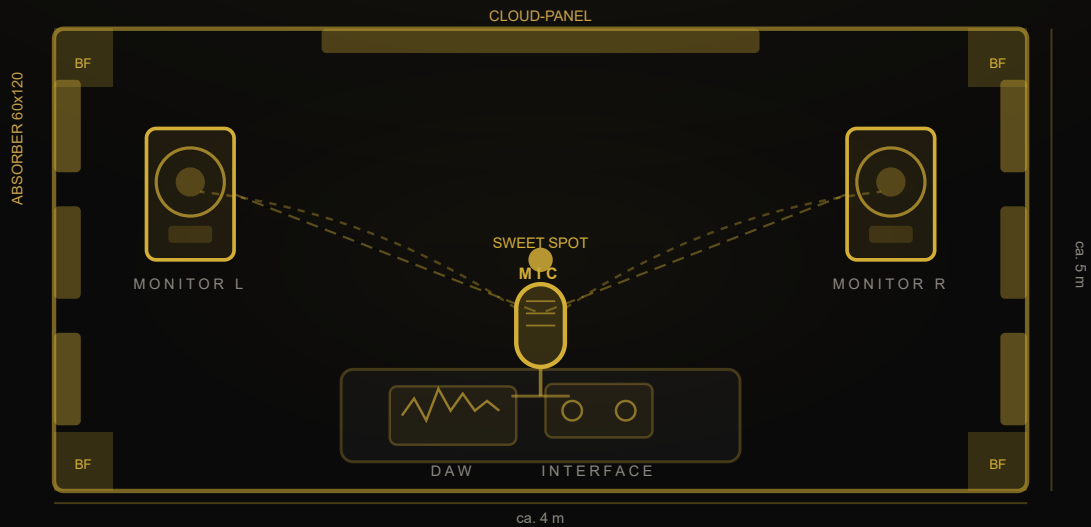 CLOUD-PANEL
BF
BF
ABSORBER 60x120
SWEET SPOT
MIC
MONITOR L
MONITOR R
ca. 5 m
BF
BF
DAW
INTERFACE
ca. 4 m